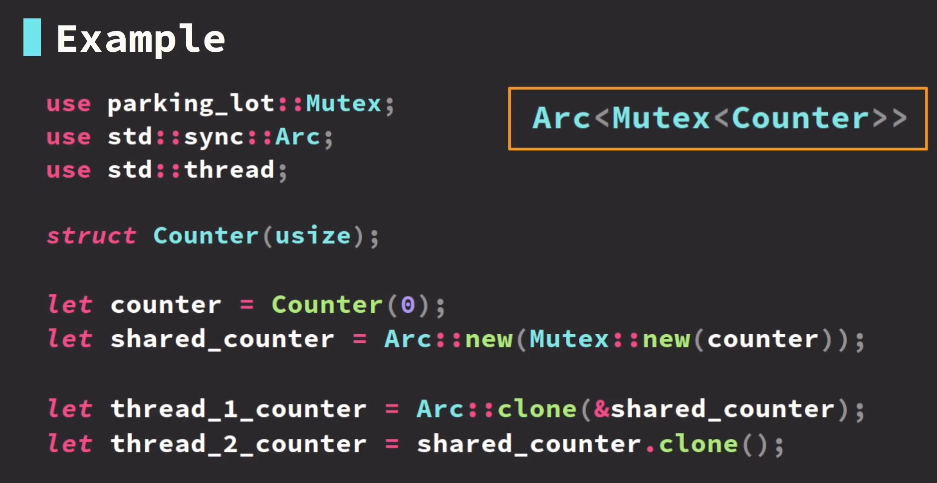 Example
use parking_lot::Mutex;
use std::sync::Arc;
use std::thread;
Arc<Mutex<Counter>>
struct Counter(usize);
let counter = Counter(0);
let shared_counter = Arc::new(Mutex::new(counter));
let thread_1_counter = Arc::clone(&shared_counter);
let thread_2_counter = shared_counter.clone();